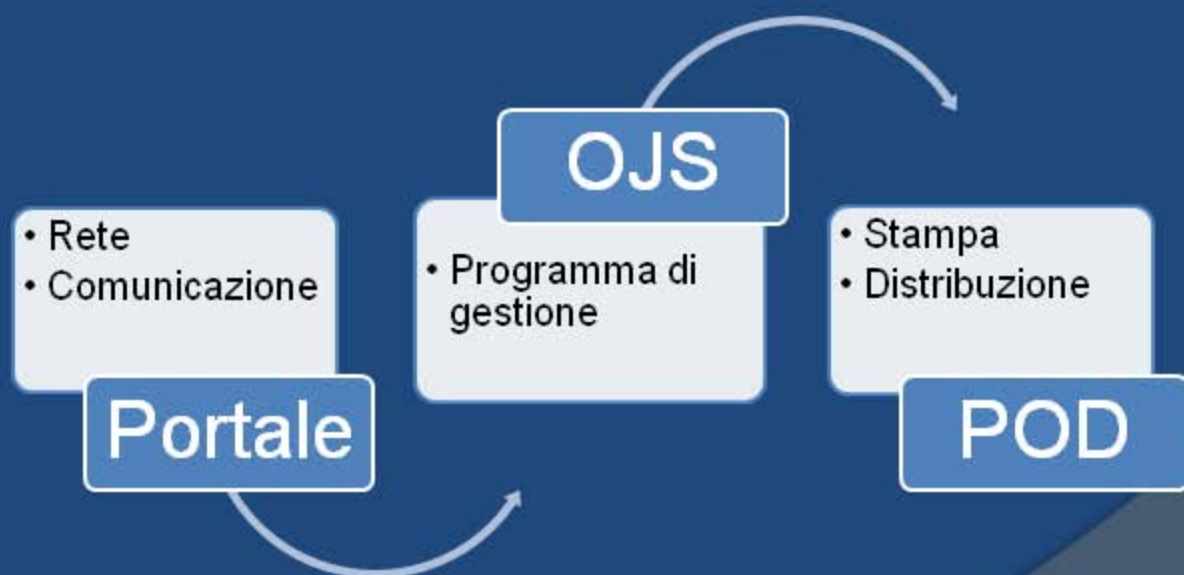 • Rete
• Comunicazione
Portale
OJS
• Programma di
gestione
• Stampa
• Distribuzione
POD